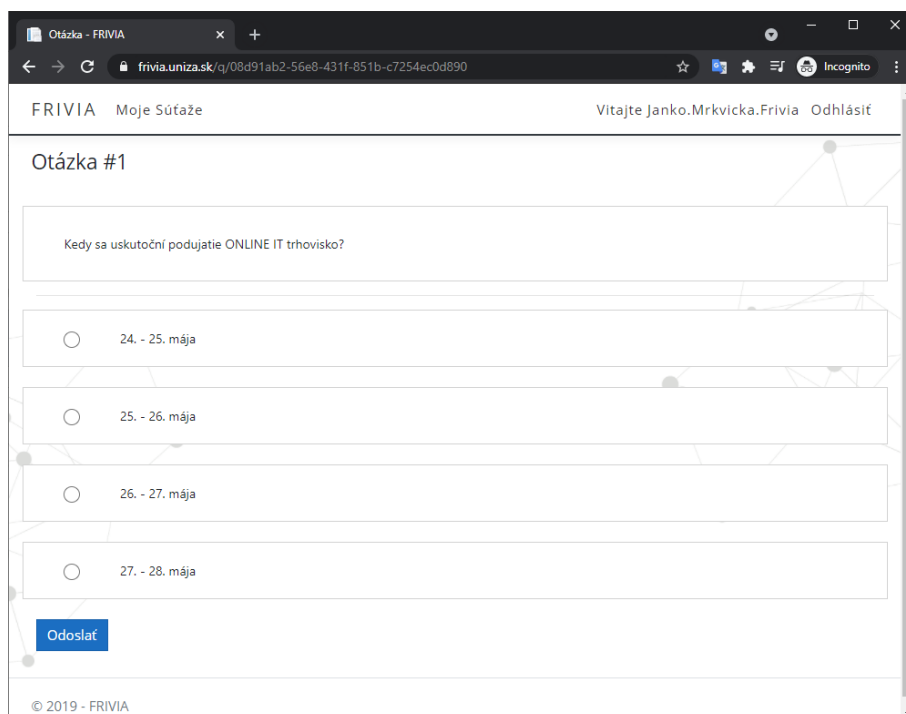 Otázka - FRIVIA
frivia.uniza.sk/q/08d91ab2-56e8-431f-851b-c7254ec0d890
Incognito
FRIVIA Moje Súťaže Vitajte Janko.Mrkvicka.Frivia Odhlásiť
Otázka #1
Kedy sa uskutoční podujatie ONLINE IT trhovisko?
24. - 25. mája
25. - 26. mája
26. - 27. mája
27. - 28. mája
Odoslať
© 2019 - FRIVIA